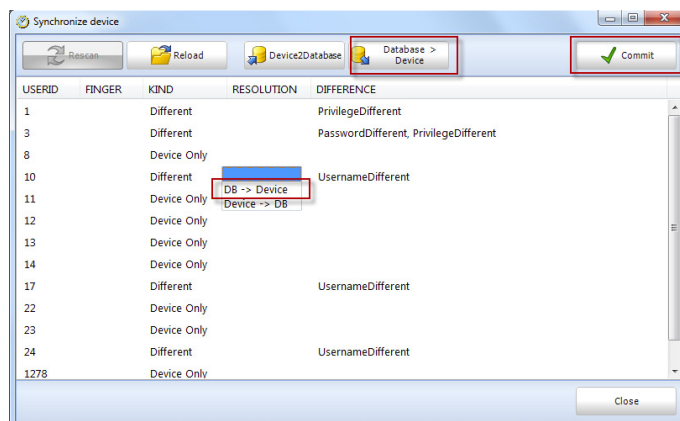 Synchronize device
Rescan Reload Device2Database Database > Device Commit
USERID FINGER KIND RESOLUTION DIFFERENCE
1 Different PrivilegeDifferent
3 Different PasswordDifferent, PrivilegeDifferent
8 Device Only
10 Different UsernameDifferent
DB -> Device
11 Device Only
Device -> DB
12 Device Only
13 Device Only
14 Device Only
17 Different UsernameDifferent
22 Device Only
23 Device Only
24 Different UsernameDifferent
1278 Device Only
Close